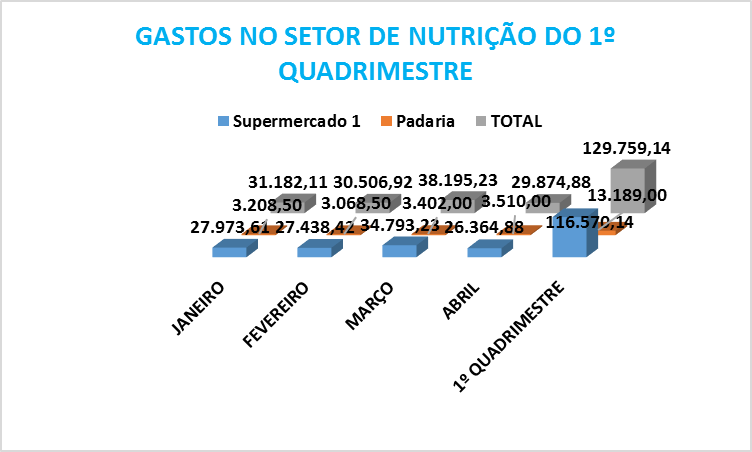 GASTOS NO SETOR DE NUTRIÇÃO DO 1º
QUADRIMESTRE
Supermercado 1 Padaria TOTAL
129.759,14
31.182,11 30.506,92 38.195,23 29.874,88
3.208,50 3.068,50 3.402,00 3.510,00 13.189,00
27.973,61 27.438,42 34.793,23 26.364,88 116.570,14
JANEIRO
FEVEREIRO
MARÇO
ABRIL
1º QUADRIMESTRE